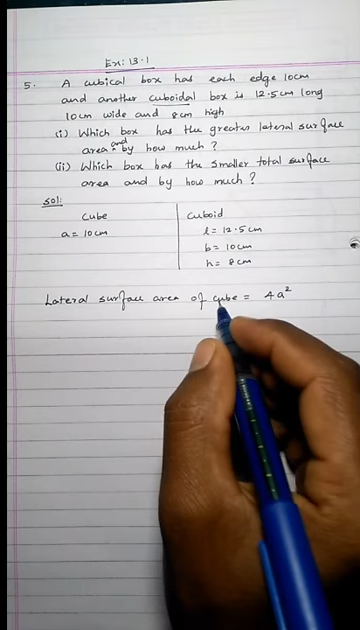 Ex: 13.1
5. A cubical box has each edge 10cm
and another cuboidal box is 12.5cm long
10cm wide and 8cm high
(i) Which box has the greater lateral surface
area and by how much?
(ii) Which box has the smaller total surface
area and by how much?
Sol:
Cube
a = 10cm
Cuboid
l = 12.5cm
b = 10cm
h = 8cm
Lateral surface area of cube = 4a²